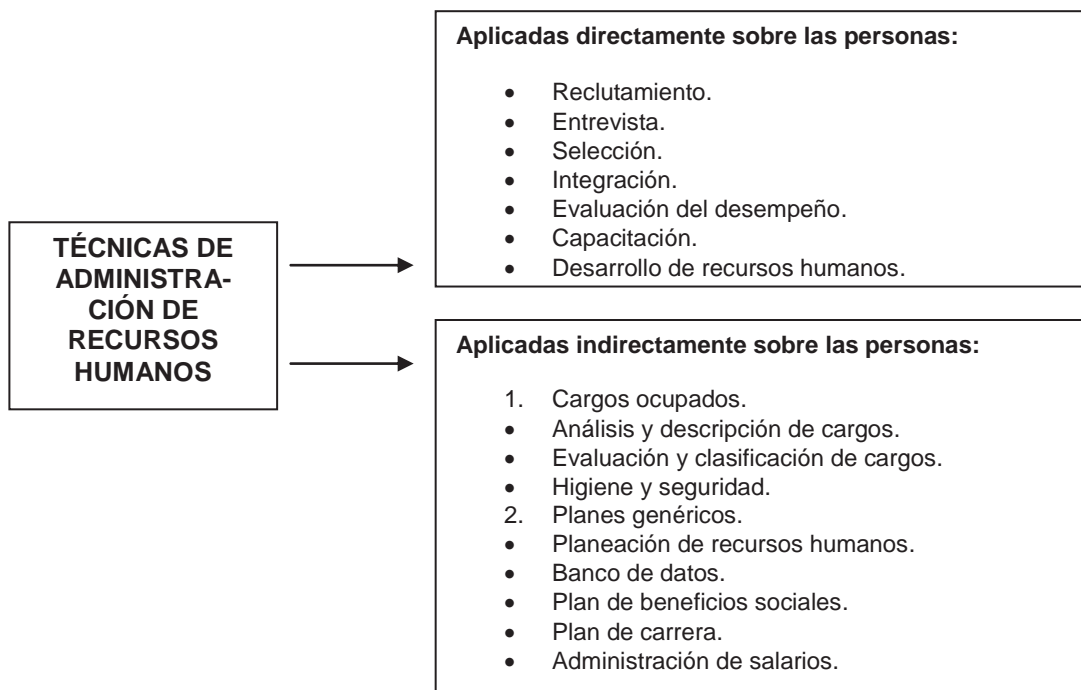 TÉCNICAS DE
ADMINISTRA-
CIÓN DE
RECURSOS
HUMANOS
Aplicadas directamente sobre las personas:
• Reclutamiento.
• Entrevista.
• Selección.
• Integración.
• Evaluación del desempeño.
• Capacitación.
• Desarrollo de recursos humanos.
Aplicadas indirectamente sobre las personas:
1. Cargos ocupados.
• Análisis y descripción de cargos.
• Evaluación y clasificación de cargos.
• Higiene y seguridad.
2. Planes genéricos.
• Planeación de recursos humanos.
• Banco de datos.
• Plan de beneficios sociales.
• Plan de carrera.
• Administración de salarios.